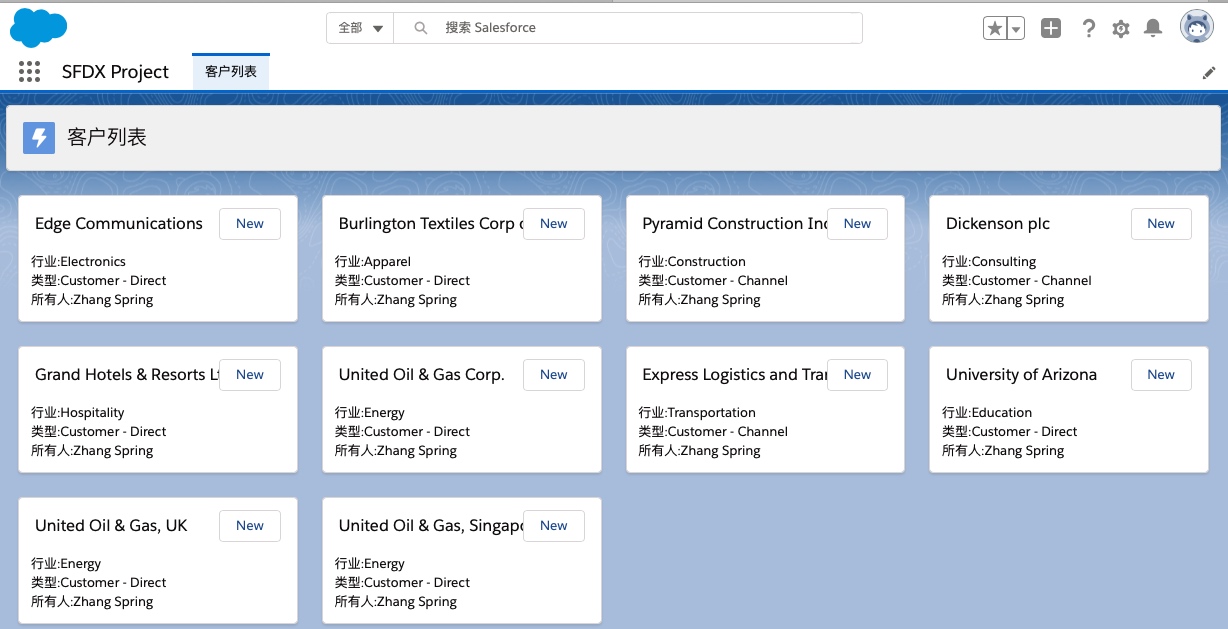 全部
搜索 Salesforce
SFDX Project
客户列表
客户列表
Edge Communications New
行业:Electronics
类型:Customer - Direct
所有人:Zhang Spring
Burlington Textiles Corp New
行业:Apparel
类型:Customer - Direct
所有人:Zhang Spring
Pyramid Construction Inc New
行业:Construction
类型:Customer - Channel
所有人:Zhang Spring
Dickenson plc New
行业:Consulting
类型:Customer - Channel
所有人:Zhang Spring
Grand Hotels & Resorts New
行业:Hospitality
类型:Customer - Direct
所有人:Zhang Spring
United Oil & Gas Corp. New
行业:Energy
类型:Customer - Direct
所有人:Zhang Spring
Express Logistics and Tran New
行业:Transportation
类型:Customer - Channel
所有人:Zhang Spring
University of Arizona New
行业:Education
类型:Customer - Direct
所有人:Zhang Spring
United Oil & Gas, UK New
行业:Energy
类型:Customer - Direct
所有人:Zhang Spring
United Oil & Gas, Singapo New
行业:Energy
类型:Customer - Direct
所有人:Zhang Spring